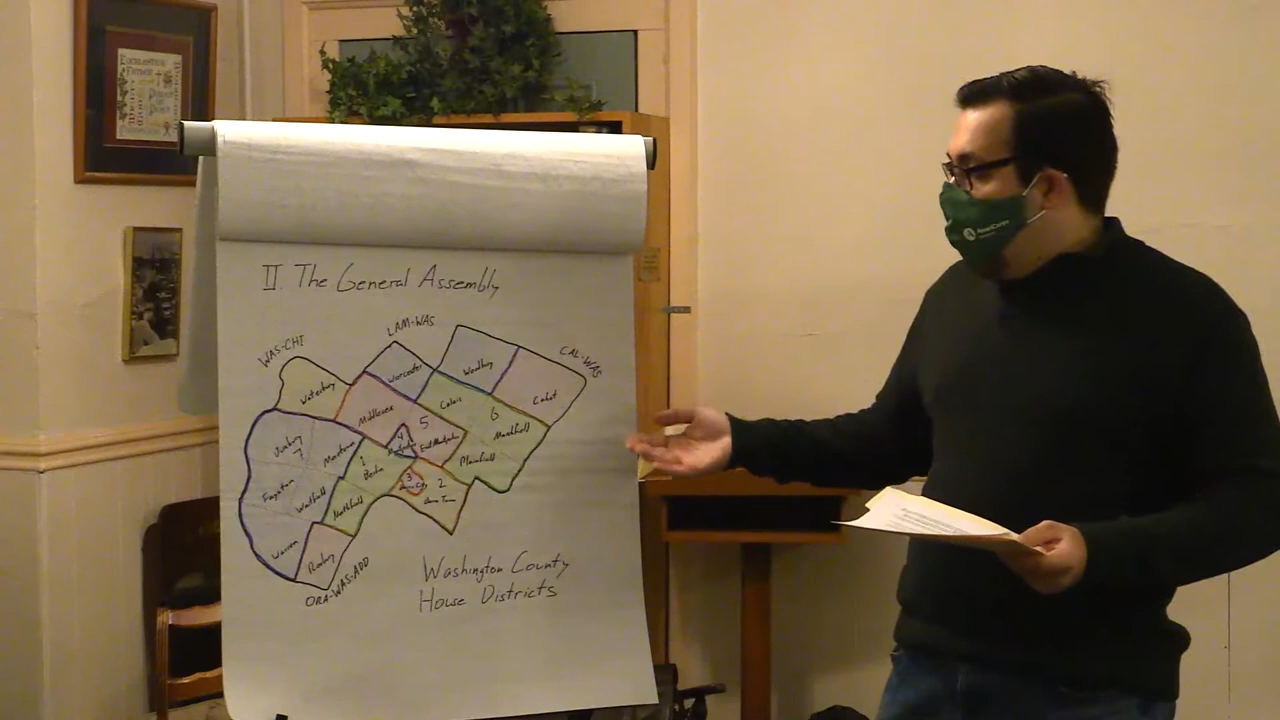 II. The General Assembly
LAM-WAS
WAS-CHI
CAL-WAS
Worcester
Woodbury
Waterbury
Cabot
Middlesex
Calais
6
5
Marshfield
4
East Montpelier
Duxbury
7
Moretown
1
Berlin
Plainfield
3
2
Barre Town
Fayston
Waitsfield
Northfield
Warren
Roxbury
ORA-WAS-ADD
Washington County
House Districts
AmeriCorps